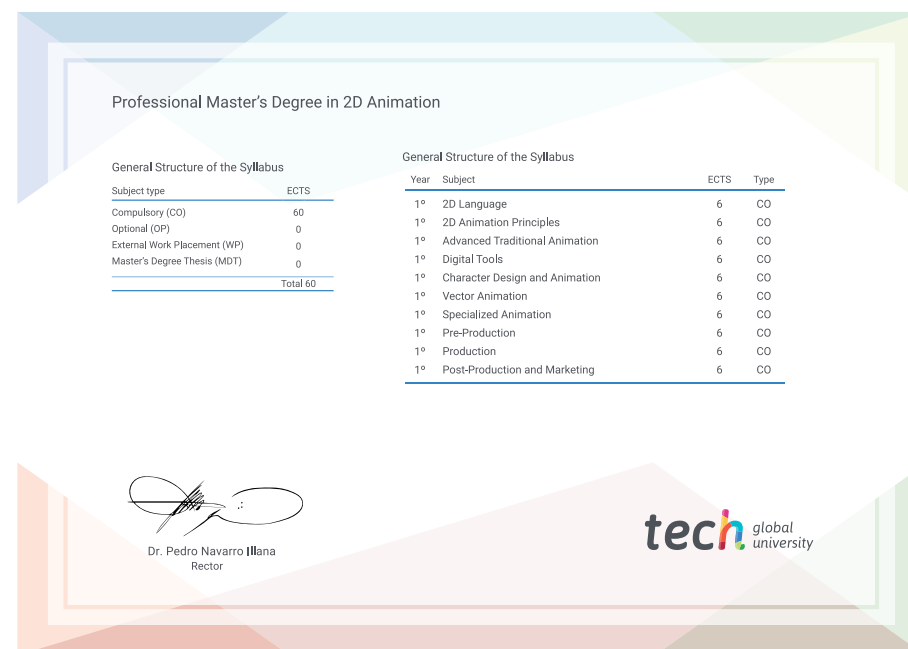 Professional Master's Degree in 2D Animation
General Structure of the Syllabus
Subject type ECTS
Compulsory (CO) 60
Optional (OP) 0
External Work Placement (WP) 0
Master's Degree Thesis (MDT) 0
Total 60
General Structure of the Syllabus
Year Subject ECTS Type
1º 2D Language 6 CO
1º 2D Animation Principles 6 CO
1º Advanced Traditional Animation 6 CO
1º Digital Tools 6 CO
1º Character Design and Animation 6 CO
1º Vector Animation 6 CO
1º Specialized Animation 6 CO
1º Pre-Production 6 CO
1º Production 6 CO
1º Post-Production and Marketing 6 CO
Dr. Pedro Navarro Illana
Rector
tech global
university